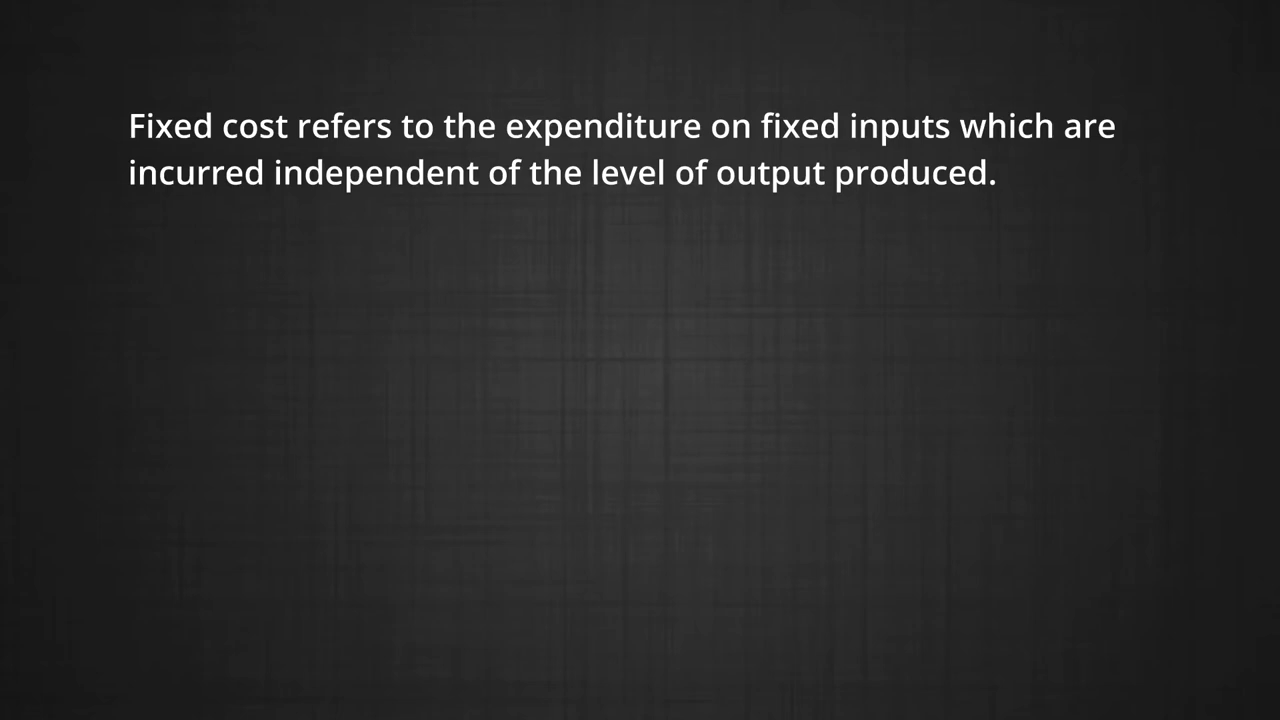 Fixed cost refers to the expenditure on fixed inputs which are
incurred independent of the level of output produced.